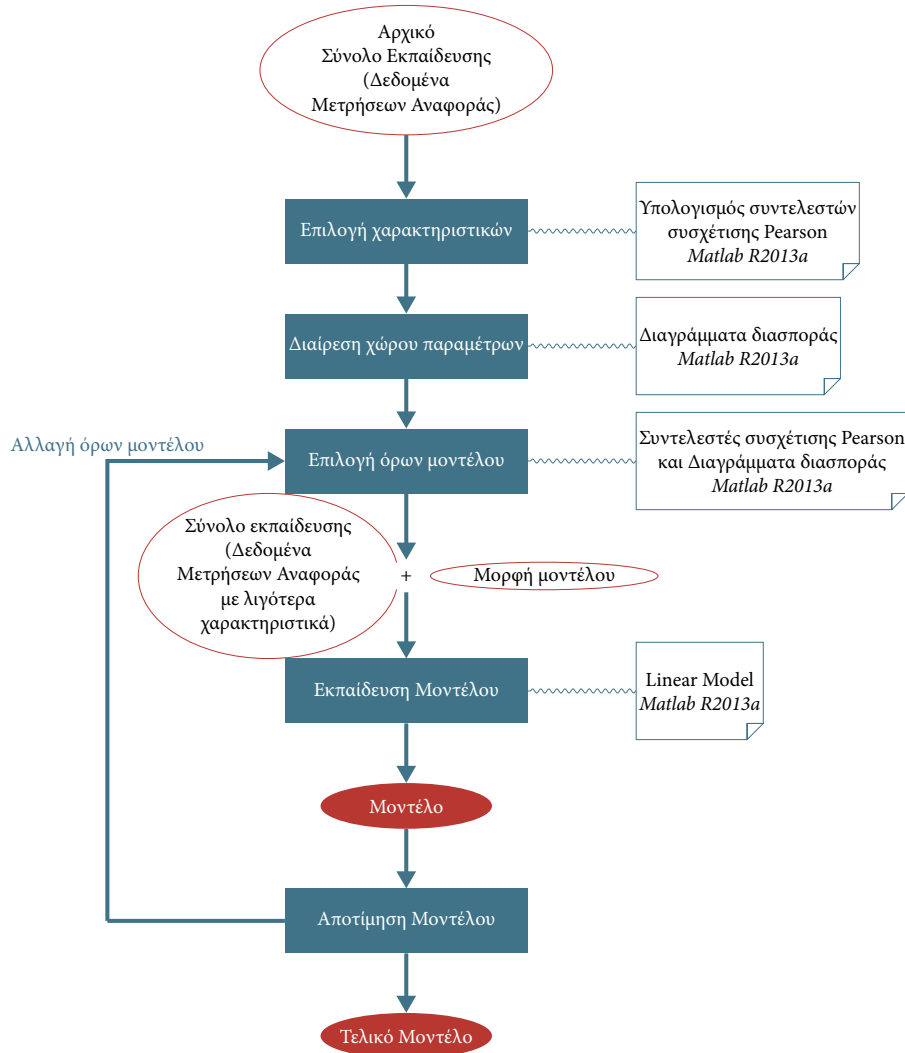 Αρχικό
Σύνολο Εκπαίδευσης
(Δεδομένα
Μετρήσεων Αναφοράς)
Επιλογή χαρακτηριστικών
Υπολογισμός συντελεστών
συσχέτισης Pearson
Matlab R2013a
Διαίρεση χώρου παραμέτρων
Διαγράμματα διασποράς
Matlab R2013a
Αλλαγή όρων μοντέλου
Επιλογή όρων μοντέλου
Συντελεστές συσχέτισης Pearson
και Διαγράμματα διασποράς
Matlab R2013a
Σύνολο εκπαίδευσης
(Δεδομένα
Μετρήσεων Αναφοράς
με λιγότερα
χαρακτηριστικά)
+
Μορφή μοντέλου
Εκπαίδευση Μοντέλου
Linear Model
Matlab R2013a
Μοντέλο
Αποτίμηση Μοντέλου
Τελικό Μοντέλο